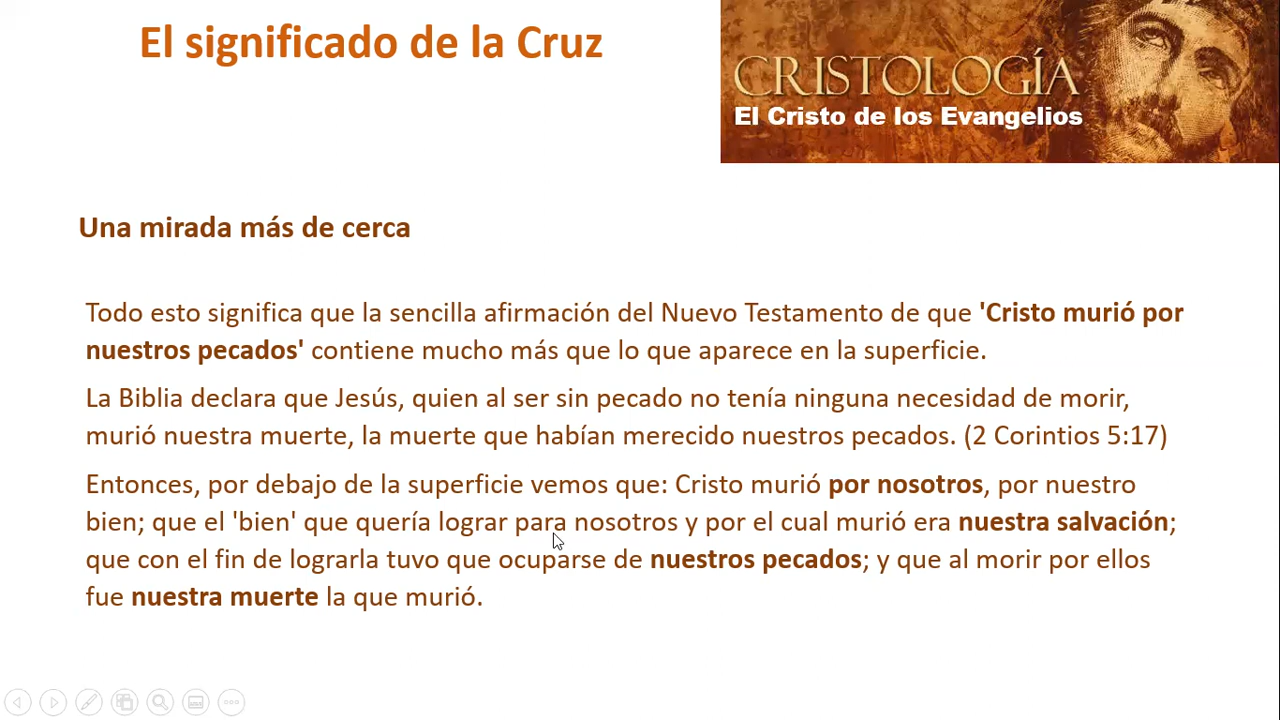 El significado de la Cruz
CRISTOLOGÍA
El Cristo de los Evangelios
Una mirada más de cerca
Todo esto significa que la sencilla afirmación del Nuevo Testamento de que 'Cristo murió por
nuestros pecados' contiene mucho más que lo que aparece en la superficie.
La Biblia declara que Jesús, quien al ser sin pecado no tenía ninguna necesidad de morir,
murió nuestra muerte, la muerte que habían merecido nuestros pecados. (2 Corintios 5:17)
Entonces, por debajo de la superficie vemos que: Cristo murió por nosotros, por nuestro
bien; que el 'bien' que quería lograr para nosotros y por el cual murió era nuestra salvación;
que con el fin de lograrla tuvo que ocuparse de nuestros pecados; y que al morir por ellos
fue nuestra muerte la que murió.